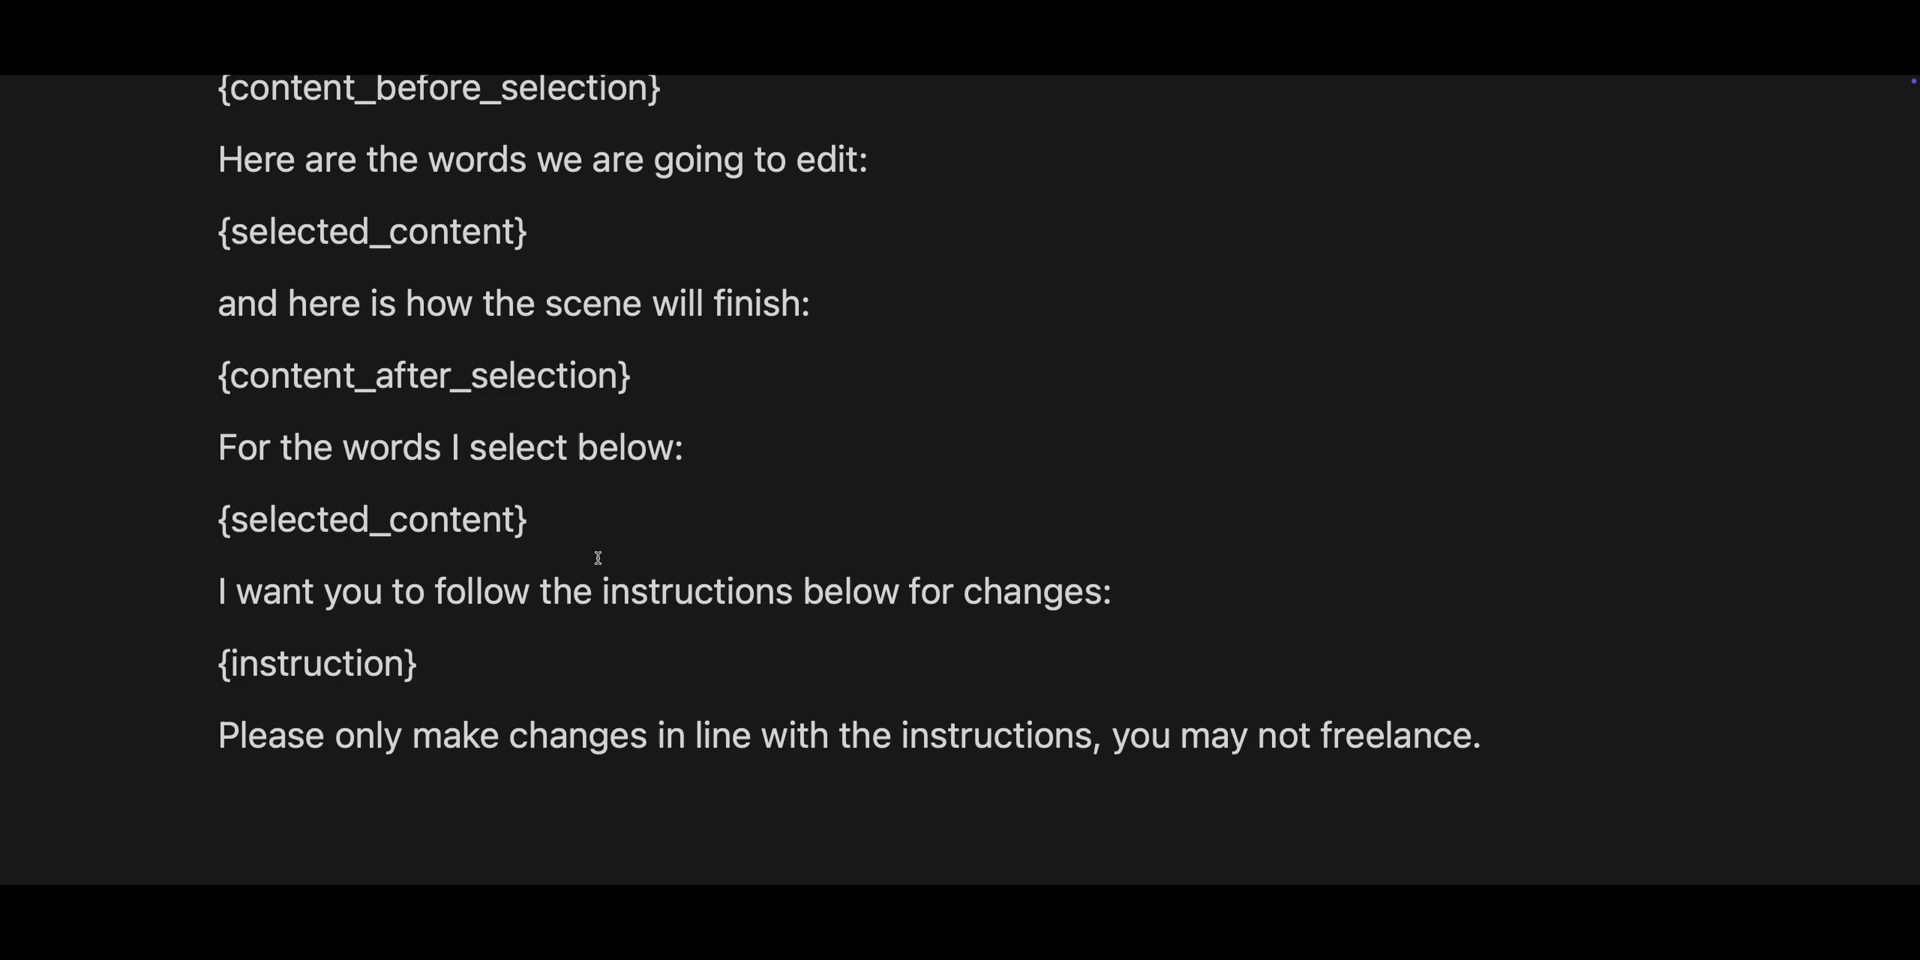 {content_before_selection}
Here are the words we are going to edit:
{selected_content}
and here is how the scene will finish:
{content_after_selection}
For the words I select below:
{selected_content}
I want you to follow the instructions below for changes:
{instruction}
Please only make changes in line with the instructions, you may not freelance.